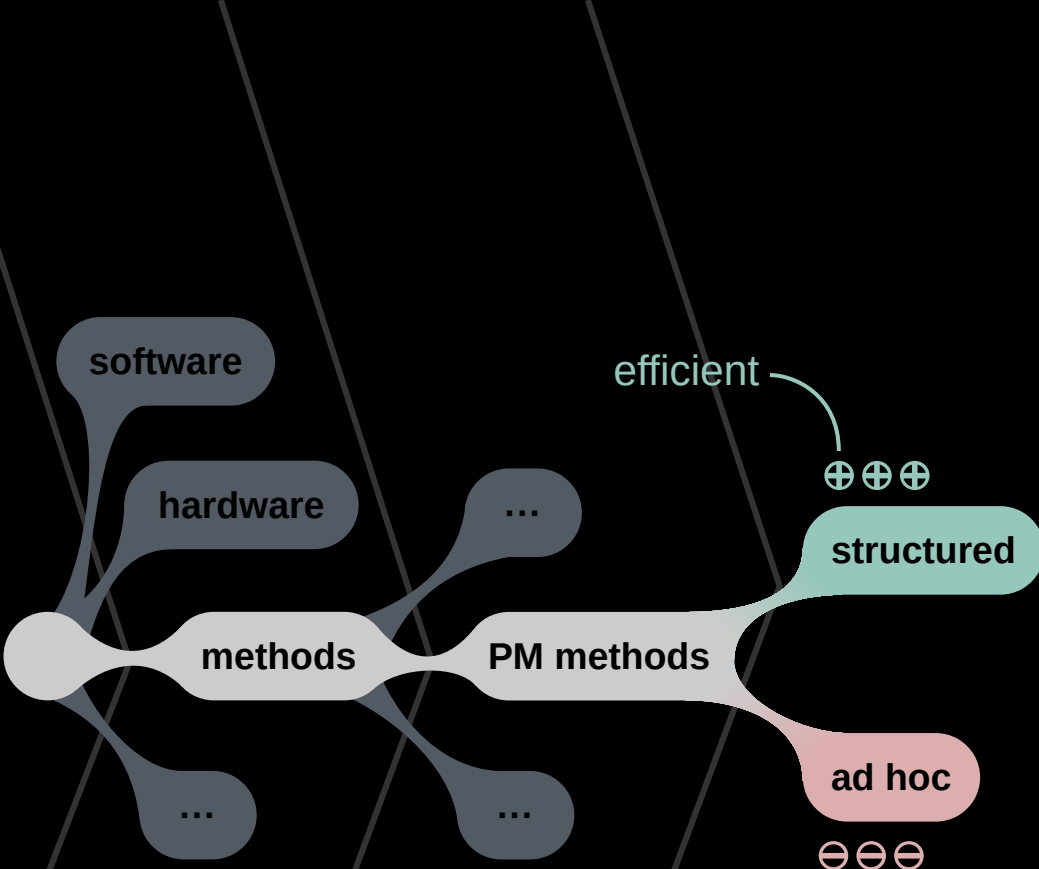 software
efficient
hardware
...
⊕⊕⊕
structured
methods
PM methods
ad hoc
...
...
⊖⊖⊖